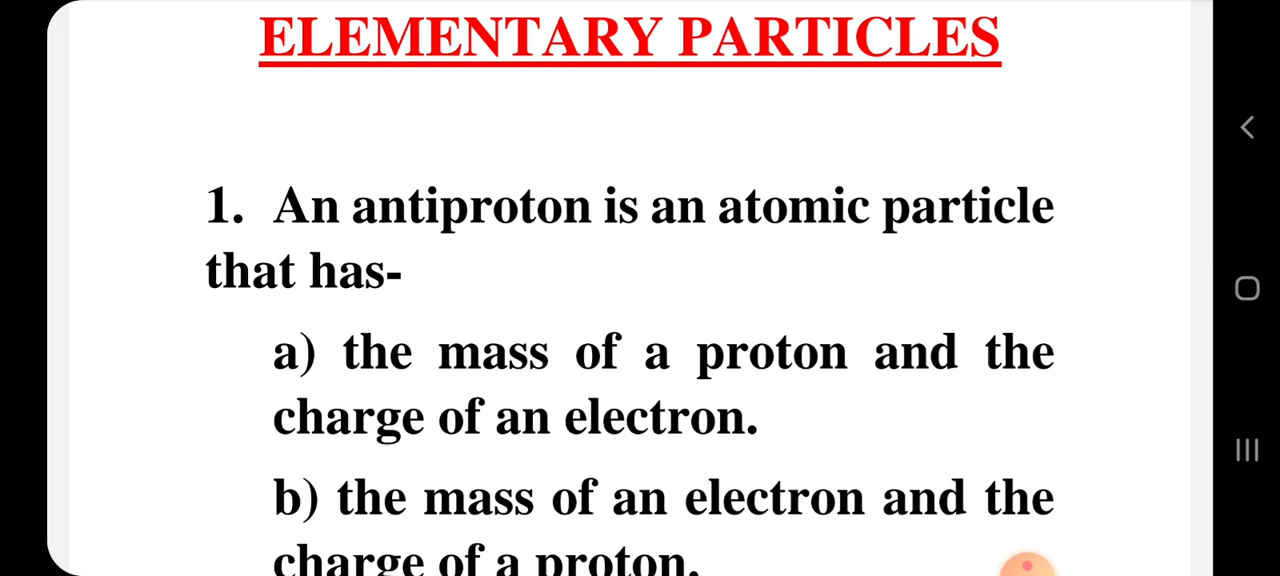 ELEMENTARY PARTICLES
1. An antiproton is an atomic particle
that has-
a) the mass of a proton and the
charge of an electron.
b) the mass of an electron and the
charge of a proton.